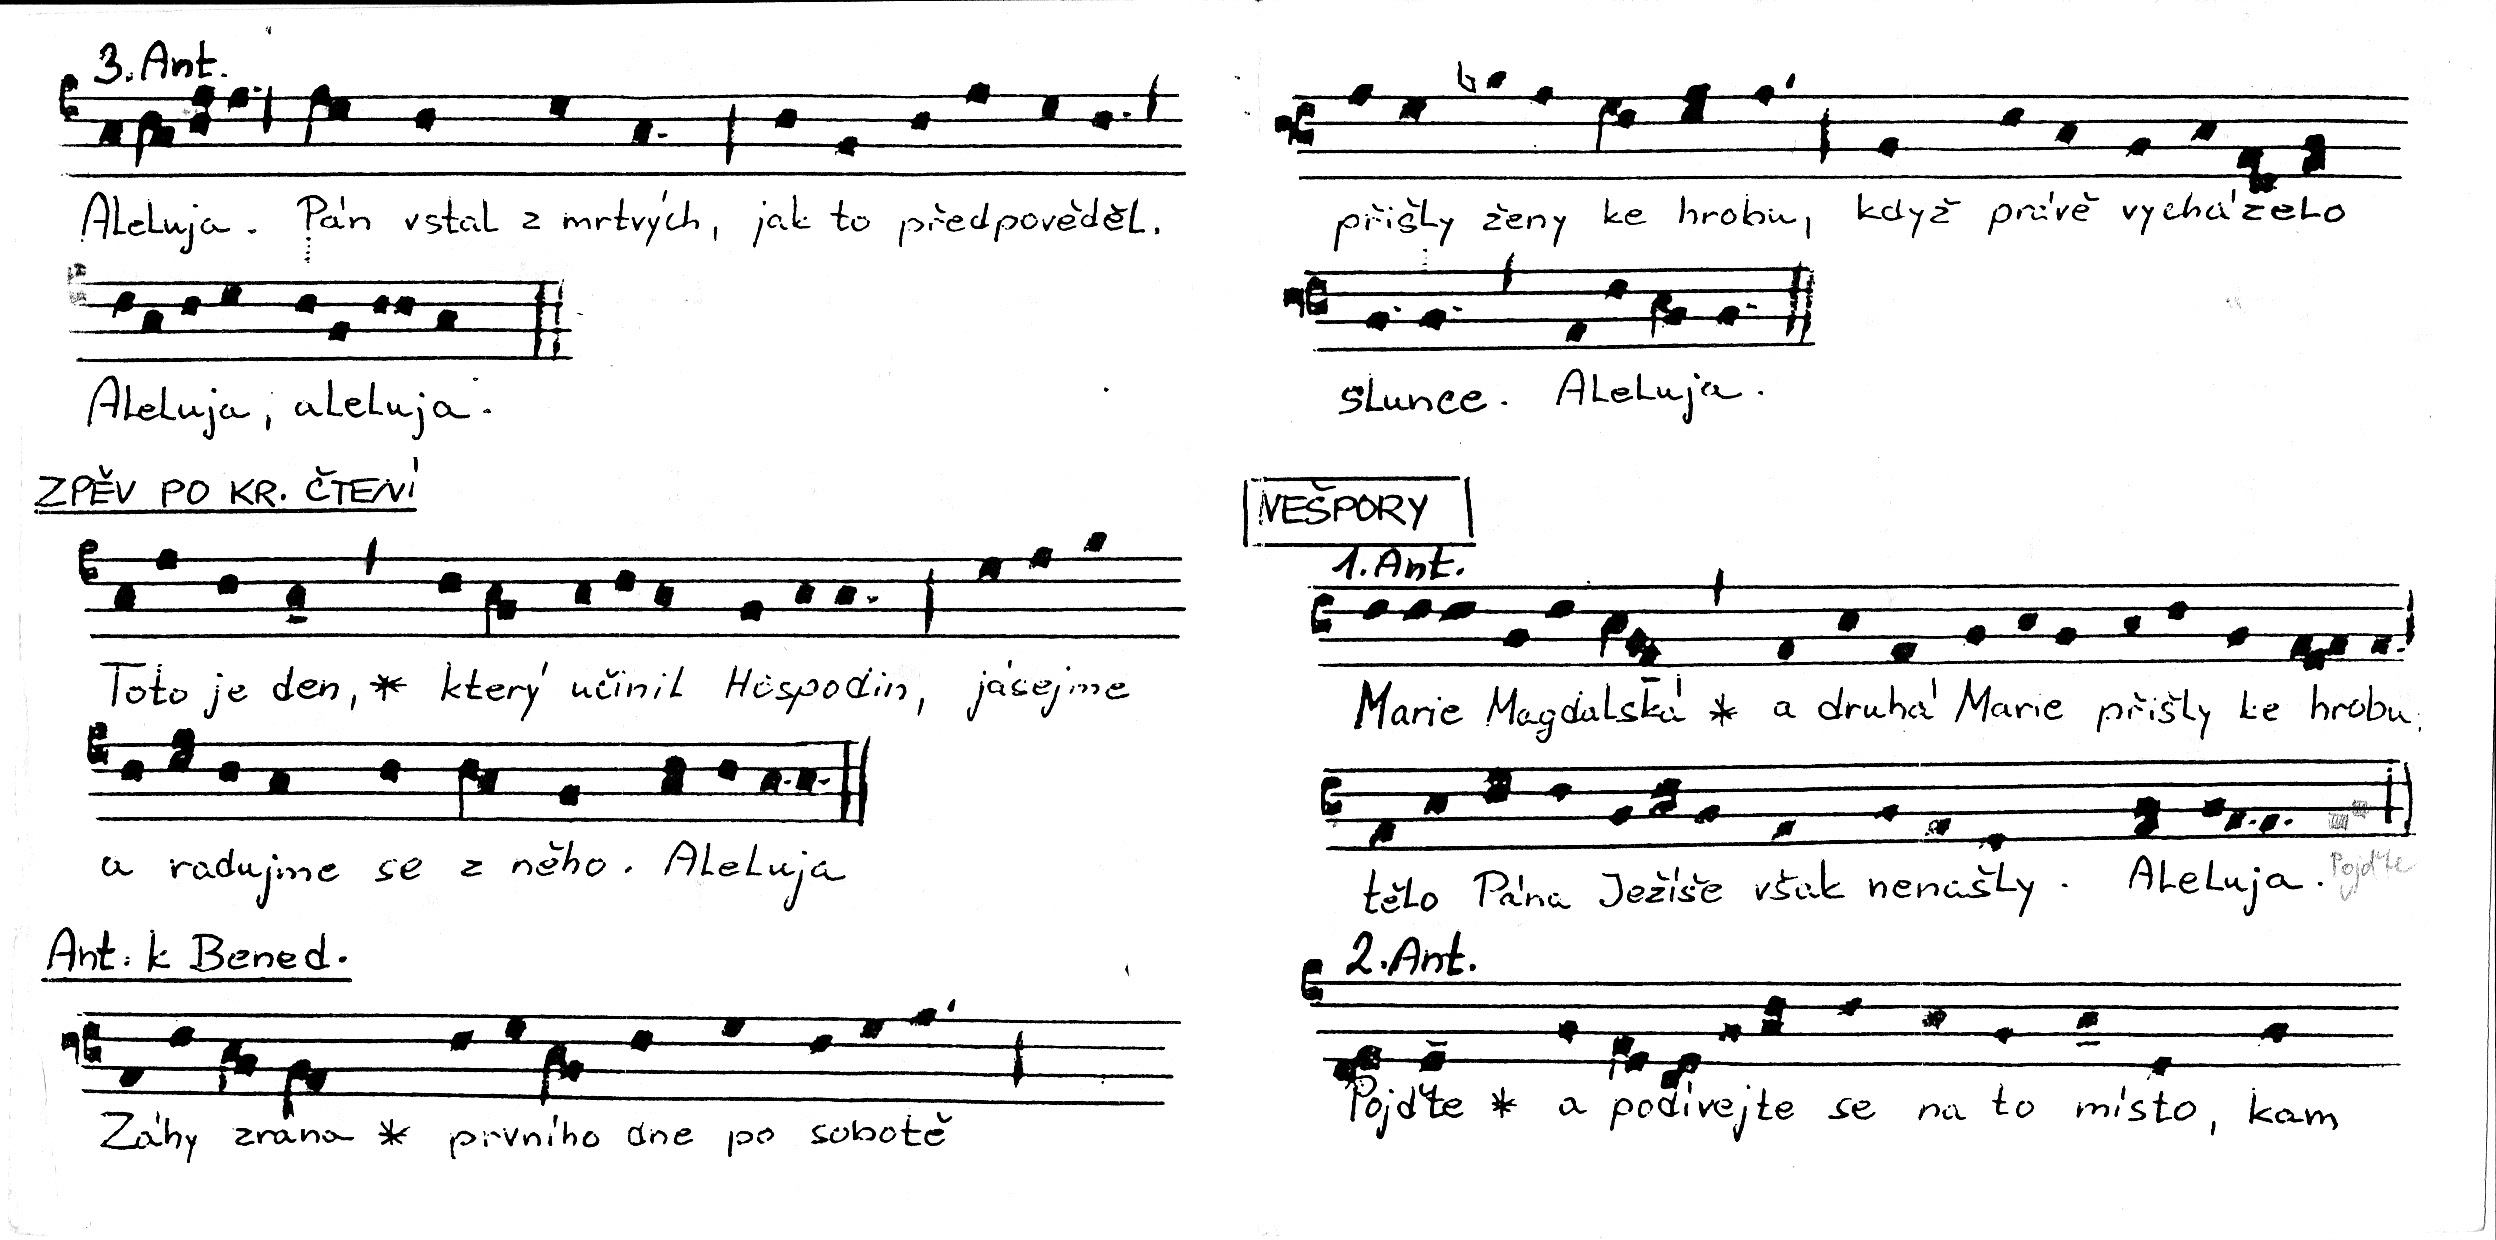 3. Ant.
Aleluja. Pán vstal z mrtvých, jak to předpověděl.
Aleluja, aleluja.
ZPĚV PO KR. ČTENÍ
Toto je den, * který učinil Hospodin, jásejme
a radujme se z něho. Aleluja
Ant. k Bened.
Záhy zrána * prvního dne po sobotě
přišly ženy ke hrobu, když právě vycházelo
slunce. Aleluja.
NEŠPORY
1. Ant.
Marie Magdalská * a druhá Marie přišly ke hrobu,
tělo Pána Ježíše však nenašly. Aleluja. Pojďte
2. Ant.
Pojďte * a podívejte se na to místo, kam